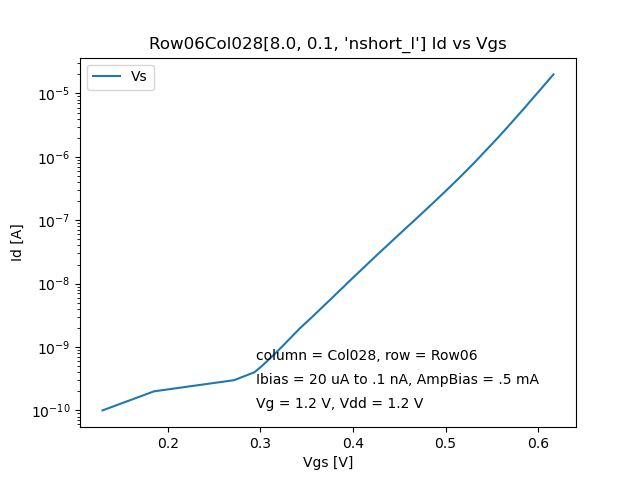 Row06Col028[8.0, 0.1, 'nshort_l'] Id vs Vgs
Vs
10⁻⁵
10⁻⁶
10⁻⁷
10⁻⁸
10⁻⁹
10⁻¹⁰
Id [A]
column = Col028, row = Row06
Ibias = 20 uA to .1 nA, AmpBias = .5 mA
Vg = 1.2 V, Vdd = 1.2 V
0.2 0.3 0.4 0.5 0.6
Vgs [V]